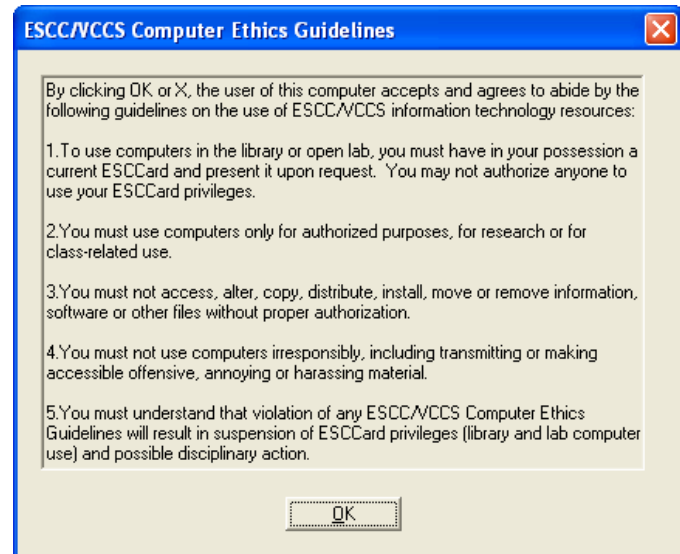 ESCC/VCCS Computer Ethics Guidelines
By clicking OK or X, the user of this computer accepts and agrees to abide by the
following guidelines on the use of ESCC/VCCS information technology resources:
1.To use computers in the library or open lab, you must have in your possession a
current ESCCard and present it upon request.  You may not authorize anyone to
use your ESCCard privileges.
2.You must use computers only for authorized purposes, for research or for
class-related use.
3.You must not access, alter, copy, distribute, install, move or remove information,
software or other files without proper authorization.
4.You must not use computers irresponsibly, including transmitting or making
accessible offensive, annoying or harassing material.
5.You must understand that violation of any ESCC/VCCS Computer Ethics
Guidelines will result in suspension of ESCCard privileges (library and lab computer
use) and possible disciplinary action.
OK